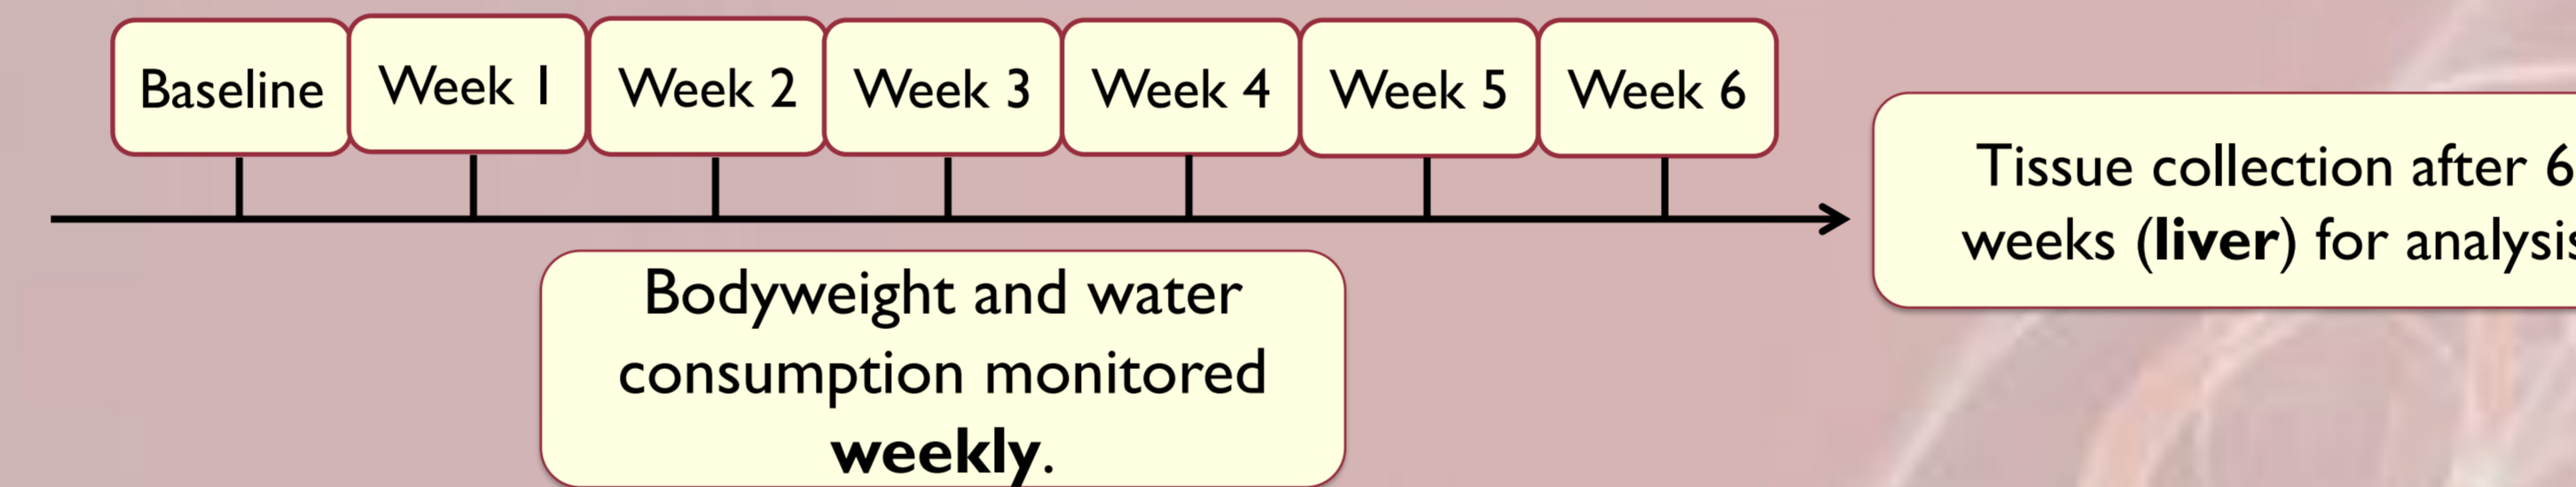 Baseline
Week 1
Week 2
Week 3
Week 4
Week 5
Week 6
Tissue collection after 6
weeks (liver) for analysis
Bodyweight and water
consumption monitored
weekly.